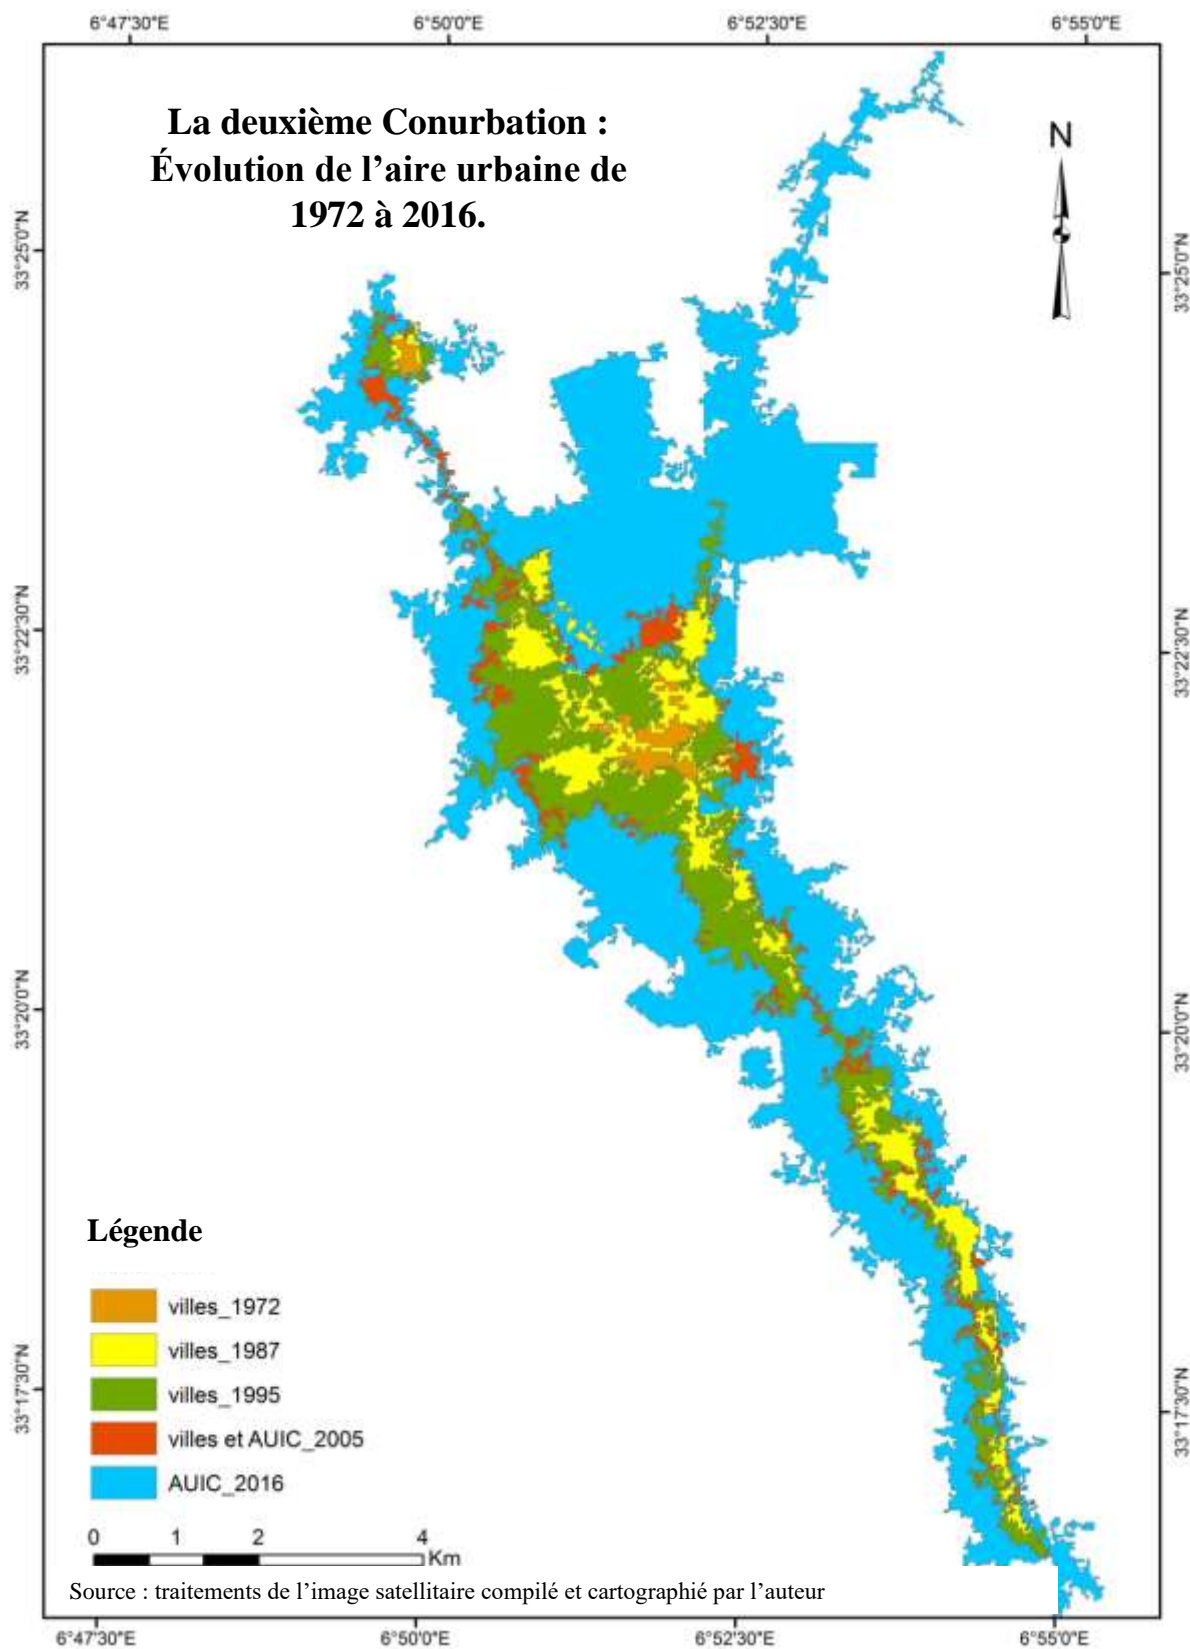 6°47'30"E 6°50'0"E 6°52'30"E 6°55'0"E
La deuxième Conurbation :
Évolution de l’aire urbaine de
1972 à 2016.
N
33°25'0"N
33°25'0"N
33°22'30"N
33°22'30"N
33°20'0"N
33°20'0"N
33°17'30"N
33°17'30"N
Légende
villes_1972
villes_1987
villes_1995
villes et AUIC_2005
AUIC_2016
0 1 2 4
Km
Source : traitements de l’image satellitaire compilé et cartographié par l’auteur
6°47'30"E 6°50'0"E 6°52'30"E 6°55'0"E